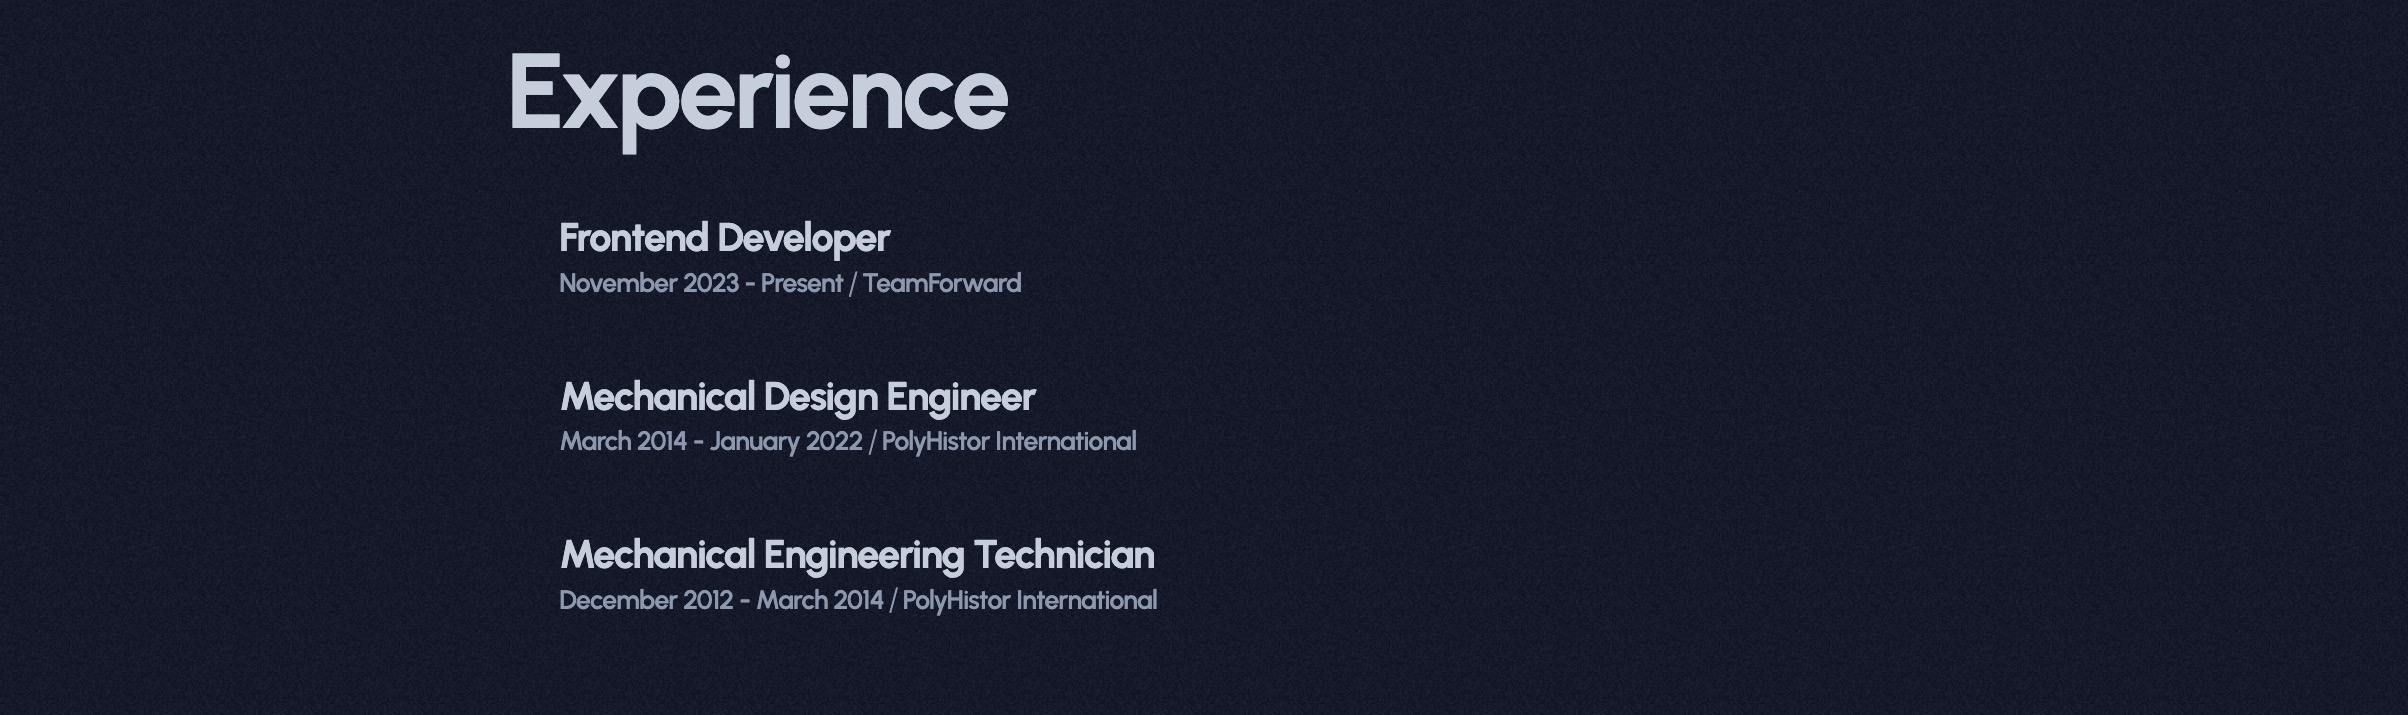 Experience
Frontend Developer
November 2023 - Present / TeamForward
Mechanical Design Engineer
March 2014 - January 2022 / PolyHistor International
Mechanical Engineering Technician
December 2012 - March 2014 / PolyHistor International